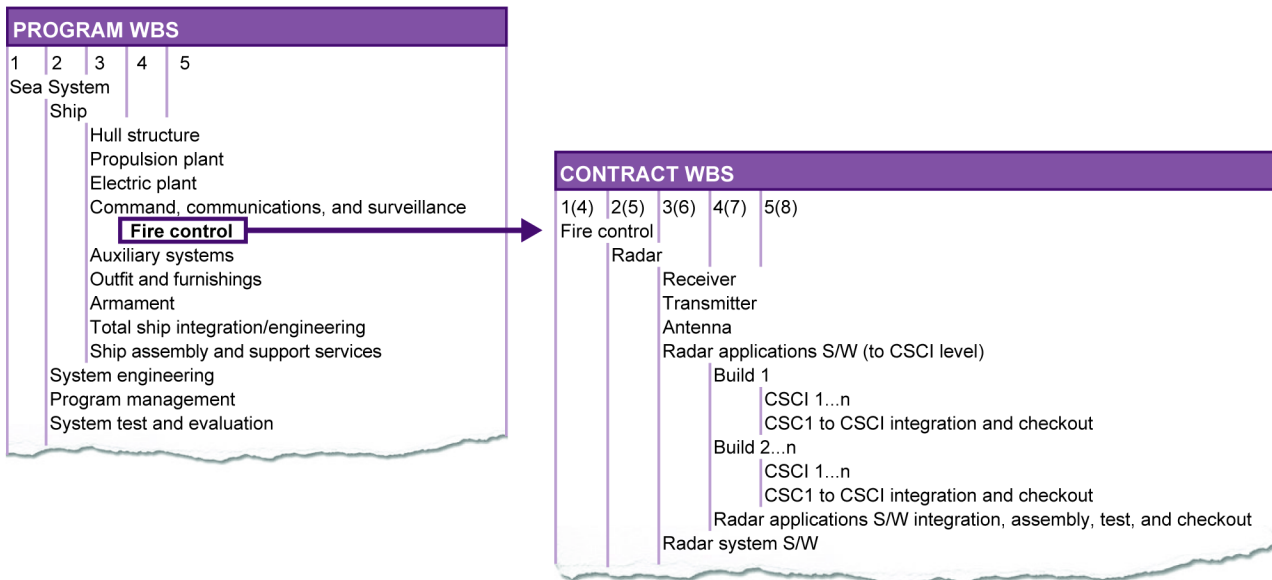 PROGRAM WBS
1 2 3 4 5
Sea System
Ship
Hull structure
Propulsion plant
Electric plant
Command, communications, and surveillance
Fire control
Auxiliary systems
Outfit and furnishings
Armament
Total ship integration/engineering
Ship assembly and support services
System engineering
Program management
System test and evaluation
CONTRACT WBS
1(4) 2(5) 3(6) 4(7) 5(8)
Fire control
Radar
Receiver
Transmitter
Antenna
Radar applications S/W (to CSCI level)
Build 1
CSCI 1...n
CSC1 to CSCI integration and checkout
Build 2...n
CSCI 1...n
CSC1 to CSCI integration and checkout
Radar applications S/W integration, assembly, test, and checkout
Radar system S/W